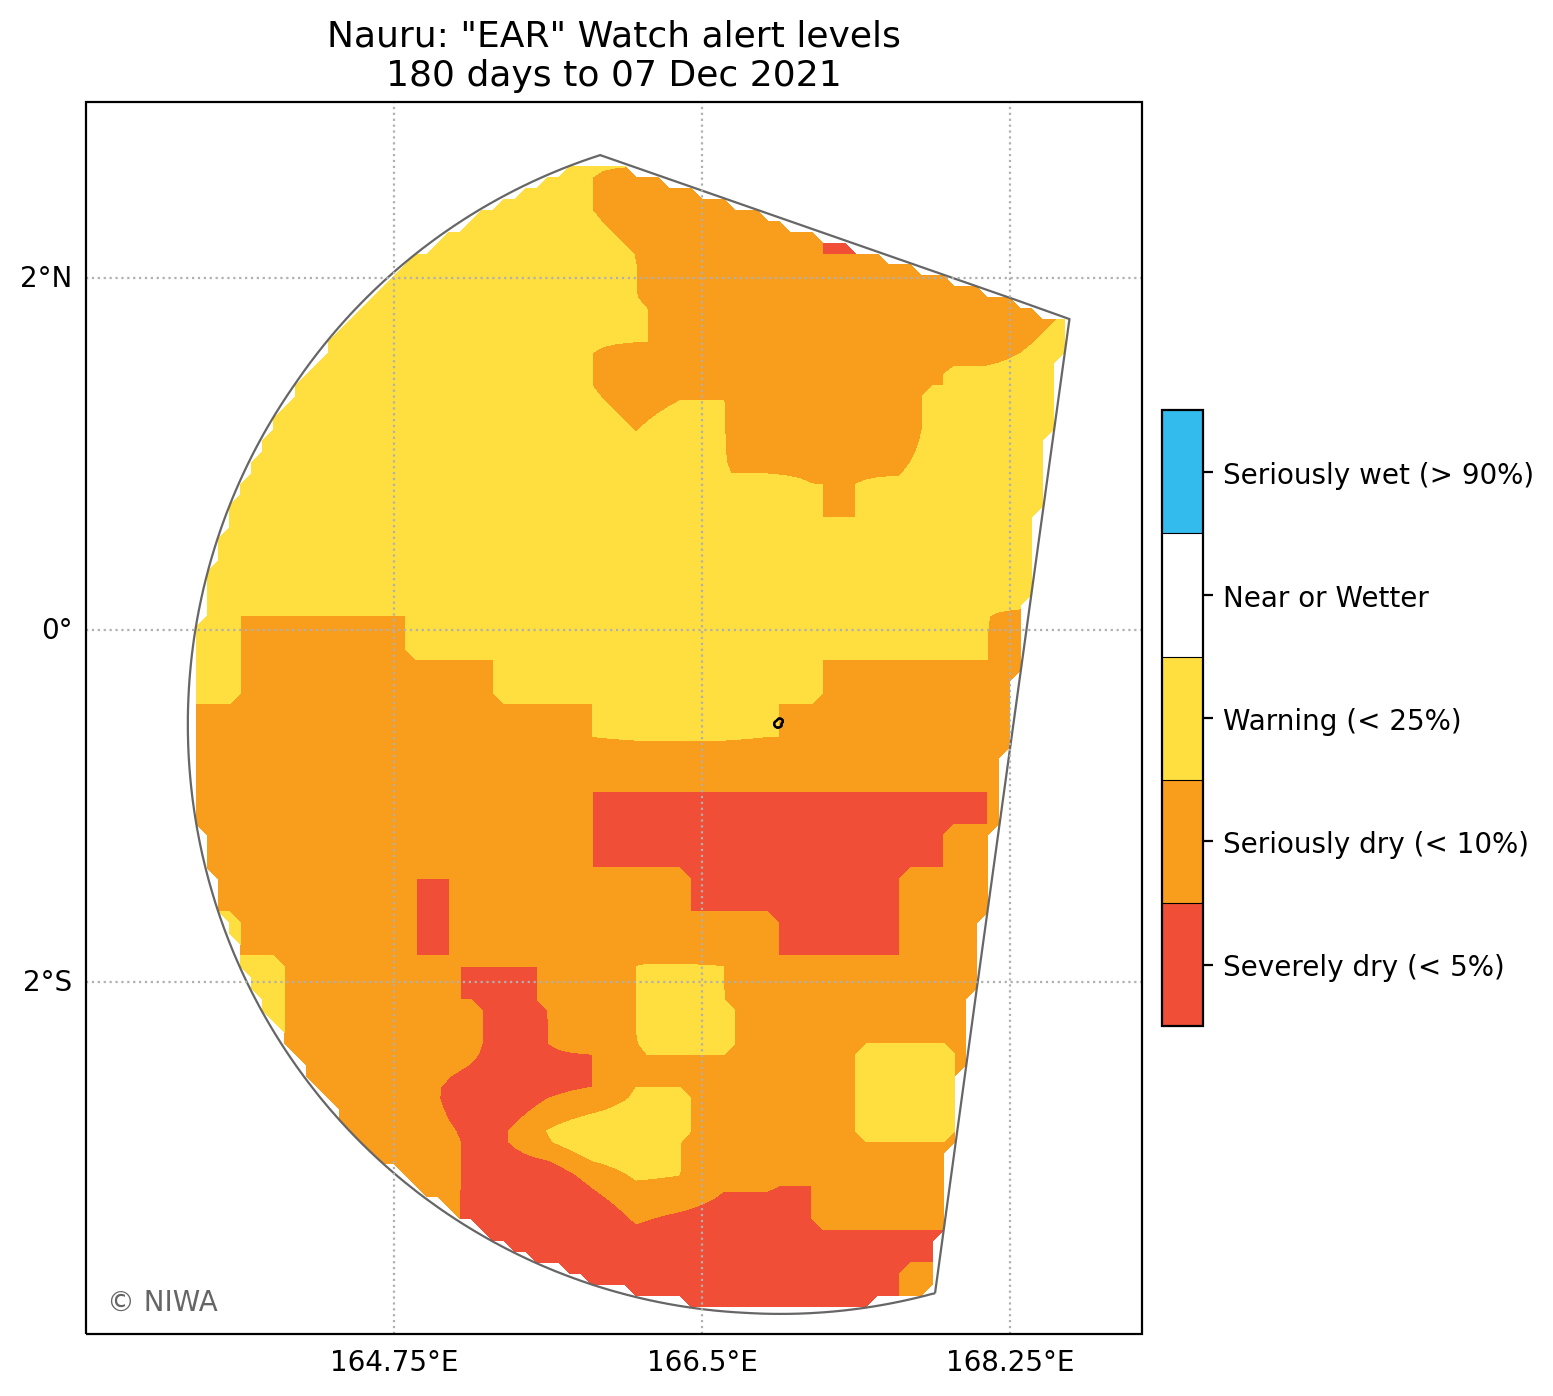 Nauru: "EAR" Watch alert levels
180 days to 07 Dec 2021
2°N
0°
2°S
164.75°E
166.5°E
168.25°E
© NIWA
Seriously wet (> 90%)
Near or Wetter
Warning (< 25%)
Seriously dry (< 10%)
Severely dry (< 5%)